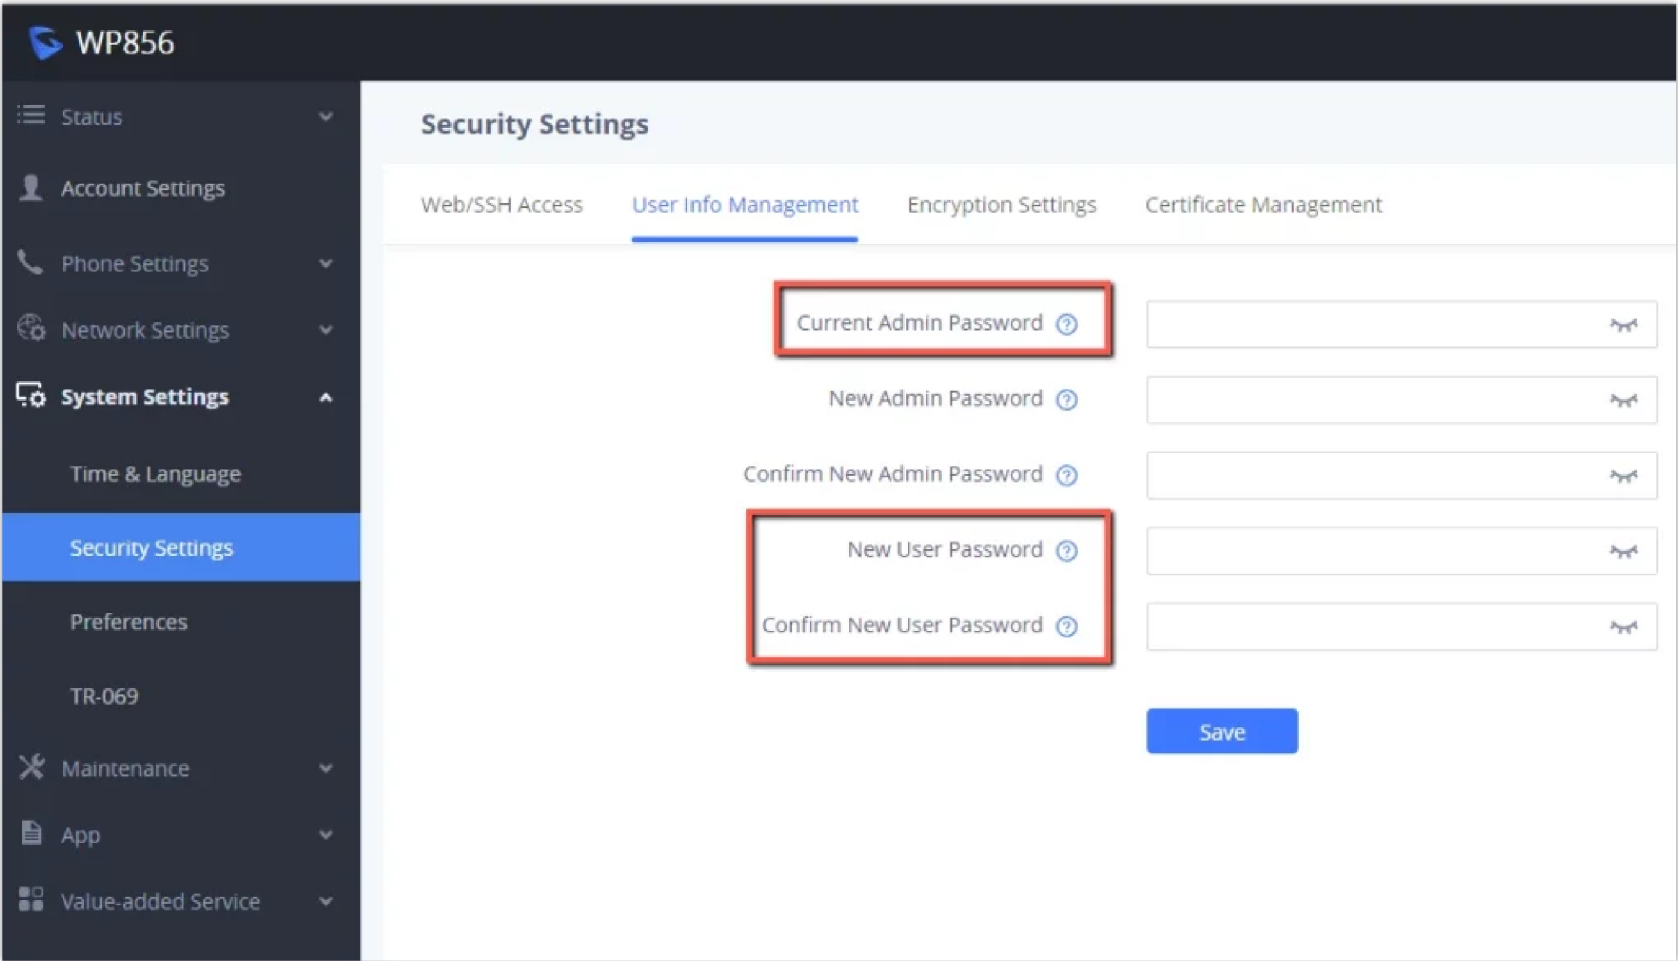 WP856
Status
Account Settings
Phone Settings
Network Settings
System Settings
Time & Language
Security Settings
Preferences
TR-069
Maintenance
App
Value-added Service
Security Settings
Web/SSH Access
User Info Management
Encryption Settings
Certificate Management
Current Admin Password ?
New Admin Password ?
Confirm New Admin Password ?
New User Password ?
Confirm New User Password ?
Save